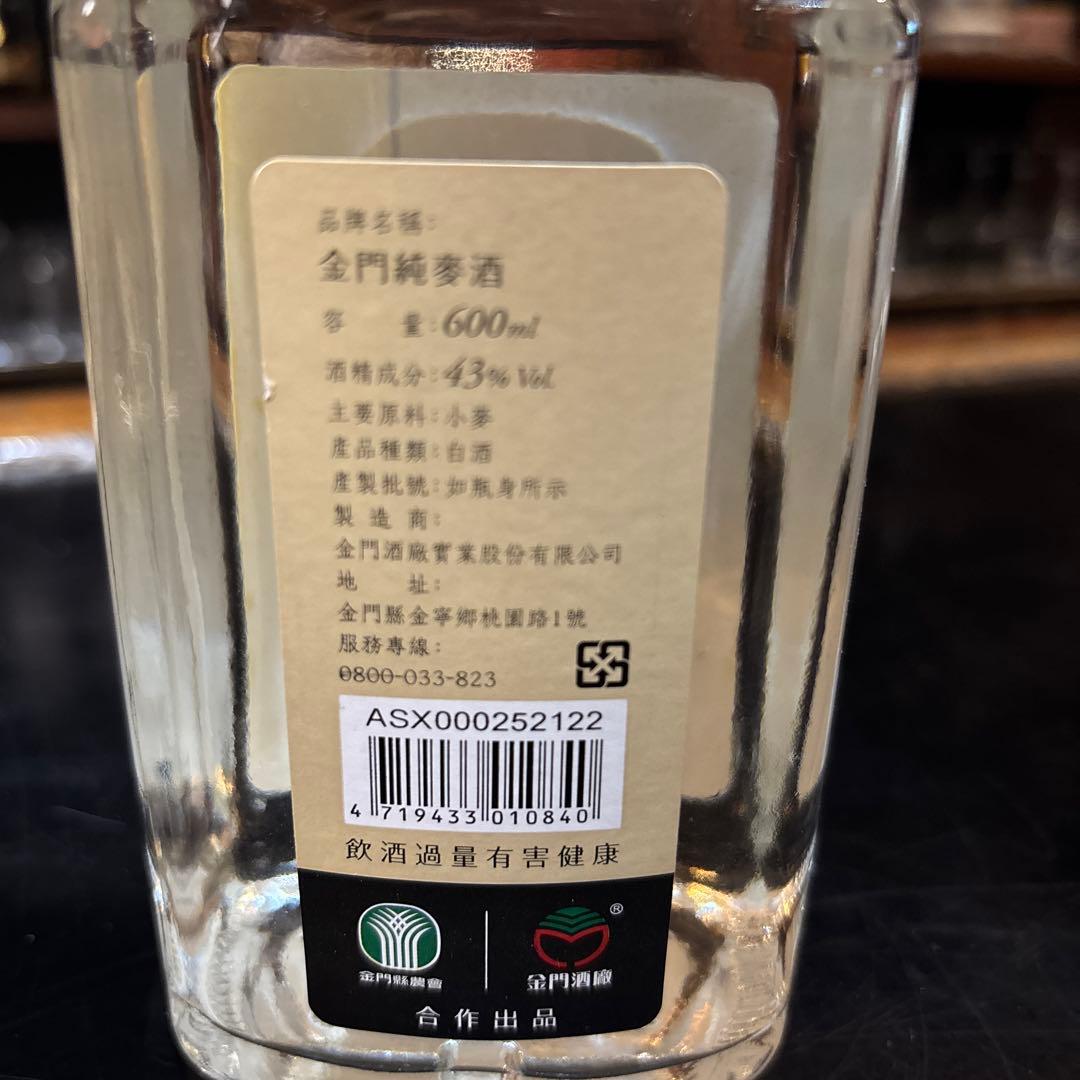 品牌名稱:
金門純麥酒
容 量:600ml
酒精成分:43% Vol.
主要原料:小麥
產品種類:白酒
產製批號:如瓶身所示
製造商:
金門酒廠實業股份有限公司
地 址:
金門縣金寧鄉桃園路1號
服務專線:
0800-033-823
ASX000252122
4 719433 010840
飲酒過量有害健康
金門縣農會
金門酒廠®
合作出品